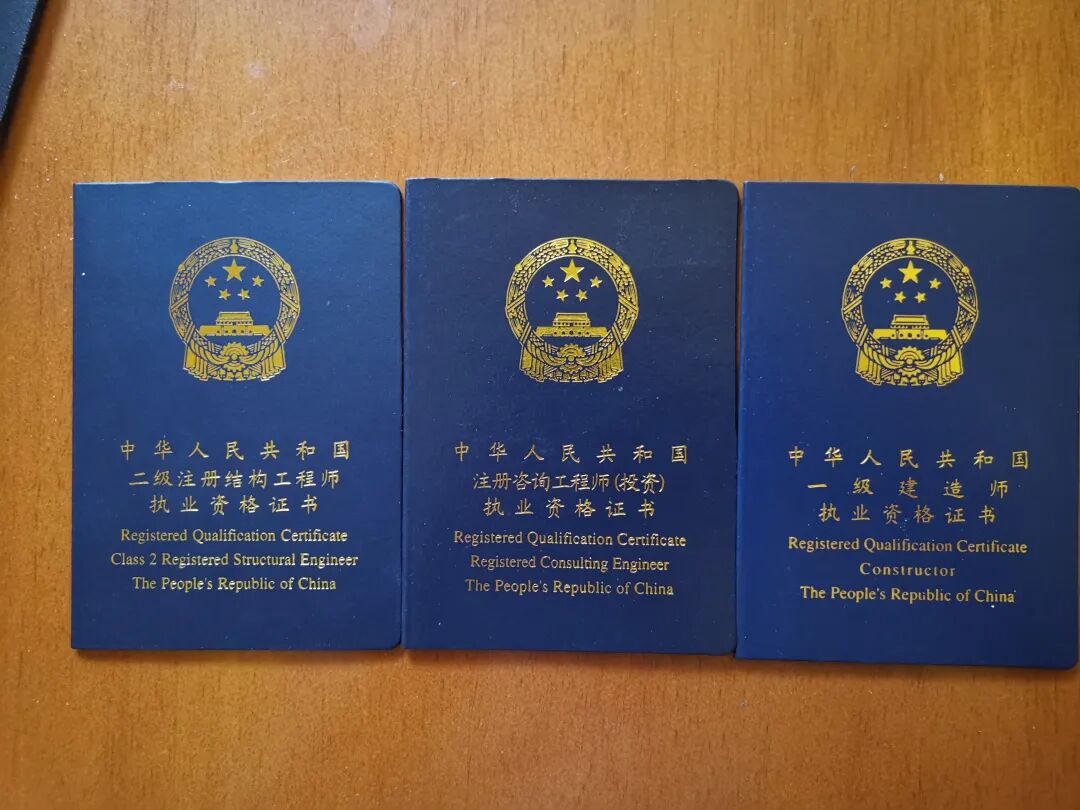 中华人民共和国
二级注册结构工程师
执业资格证书
Registered Qualification Certificate
Class 2 Registered Structural Engineer
The People's Republic of China
中华人民共和国
注册咨询工程师(投资)
执业资格证书
Registered Qualification Certificate
Registered Consulting Engineer
The People's Republic of China
中华人民共和国
一级建造师
执业资格证书
Registered Qualification Certificate
Constructor
The People's Republic of China